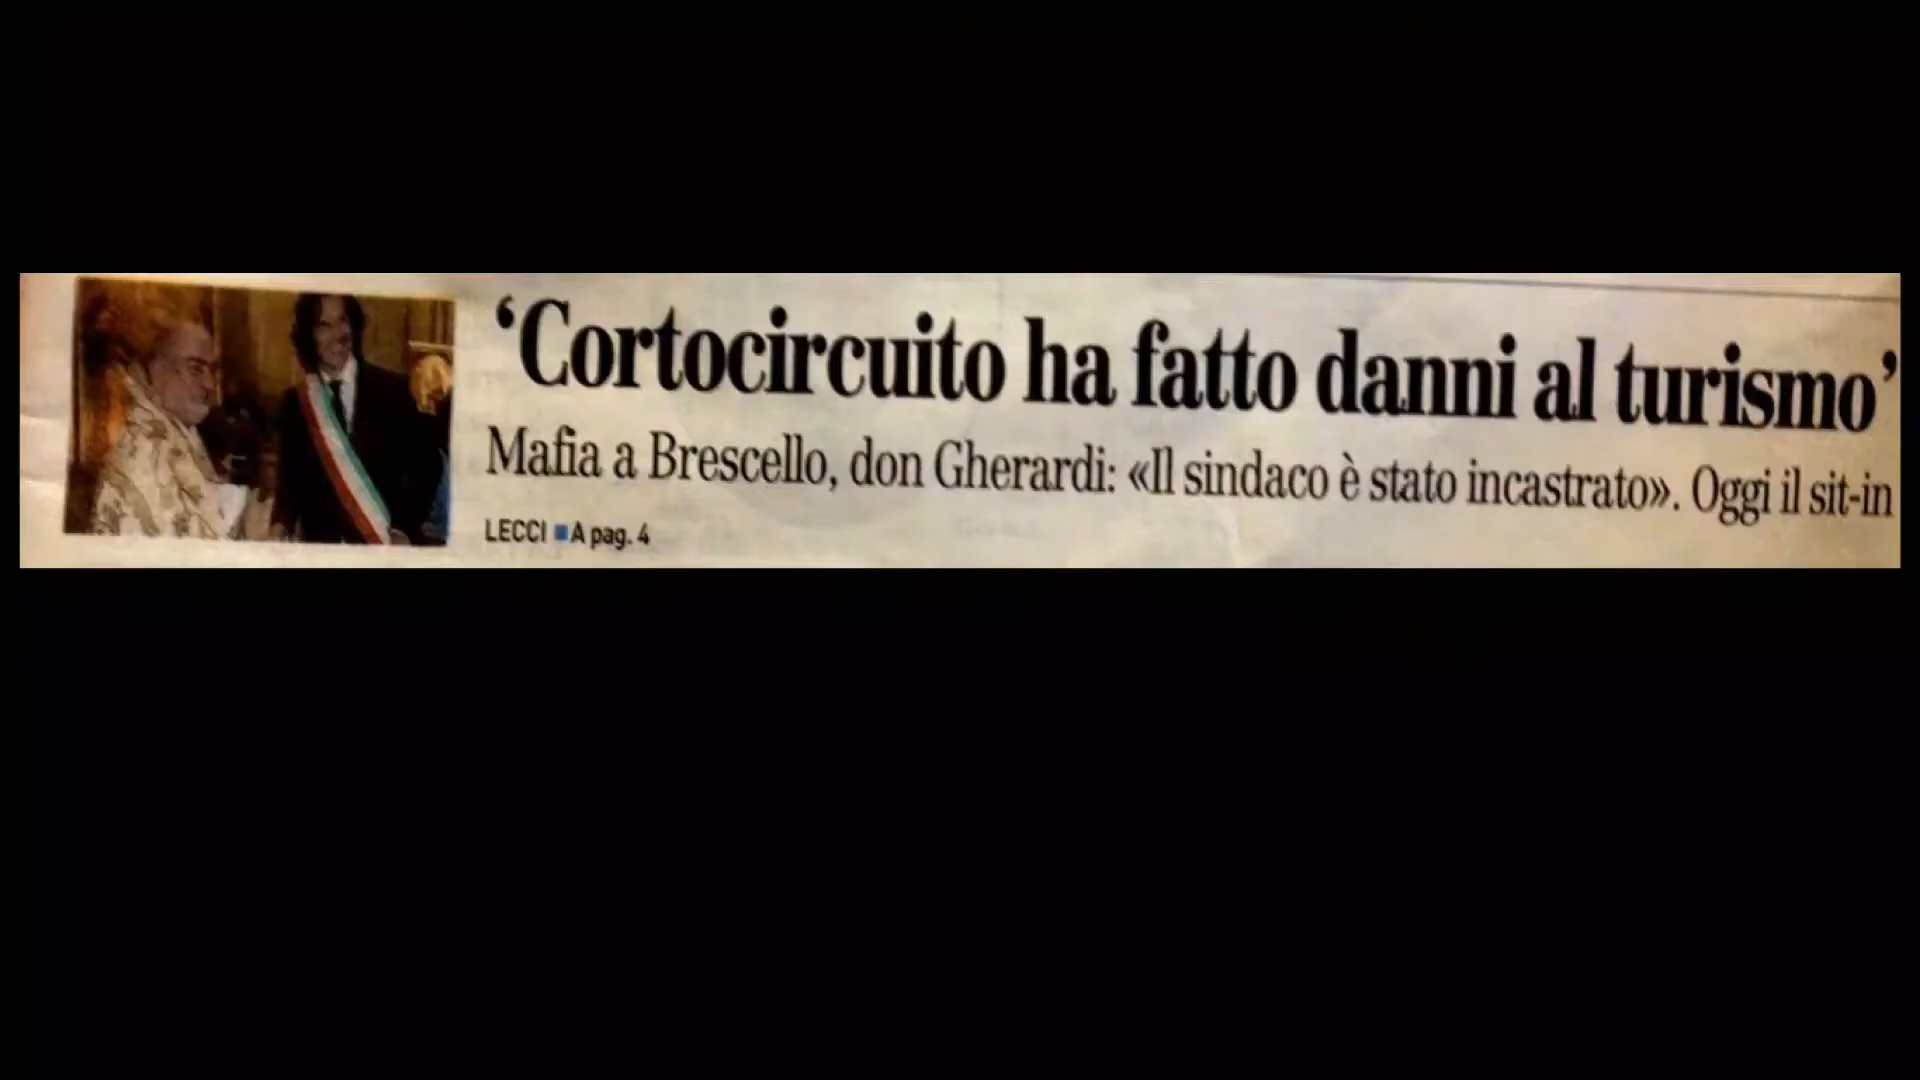 ‘Cortocircuito ha fatto danni al turismo’
Mafia a Brescello, don Gherardi: «Il sindaco è stato incastrato». Oggi il sit-in
LECCI ■ A pag. 4